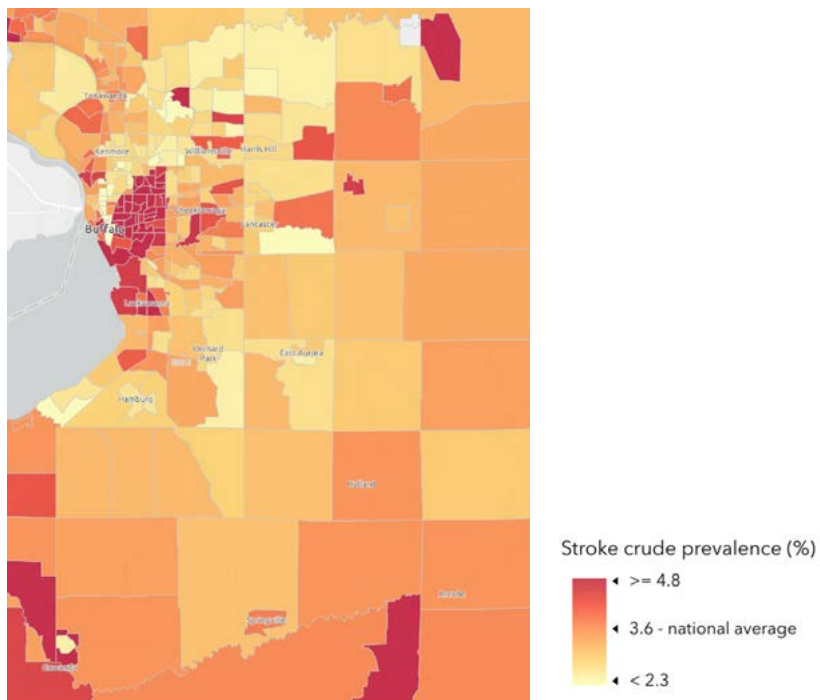 Tonawanda
Kenmore
Williamsville
Harris Hill
Cheektowaga
Lancaster
Buffalo
Lackawanna
Orchard
Park
East Aurora
Hamburg
Holland
Arcade
Springville
Gowanda
Stroke crude prevalence (%)
>= 4.8
3.6 - national average
< 2.3